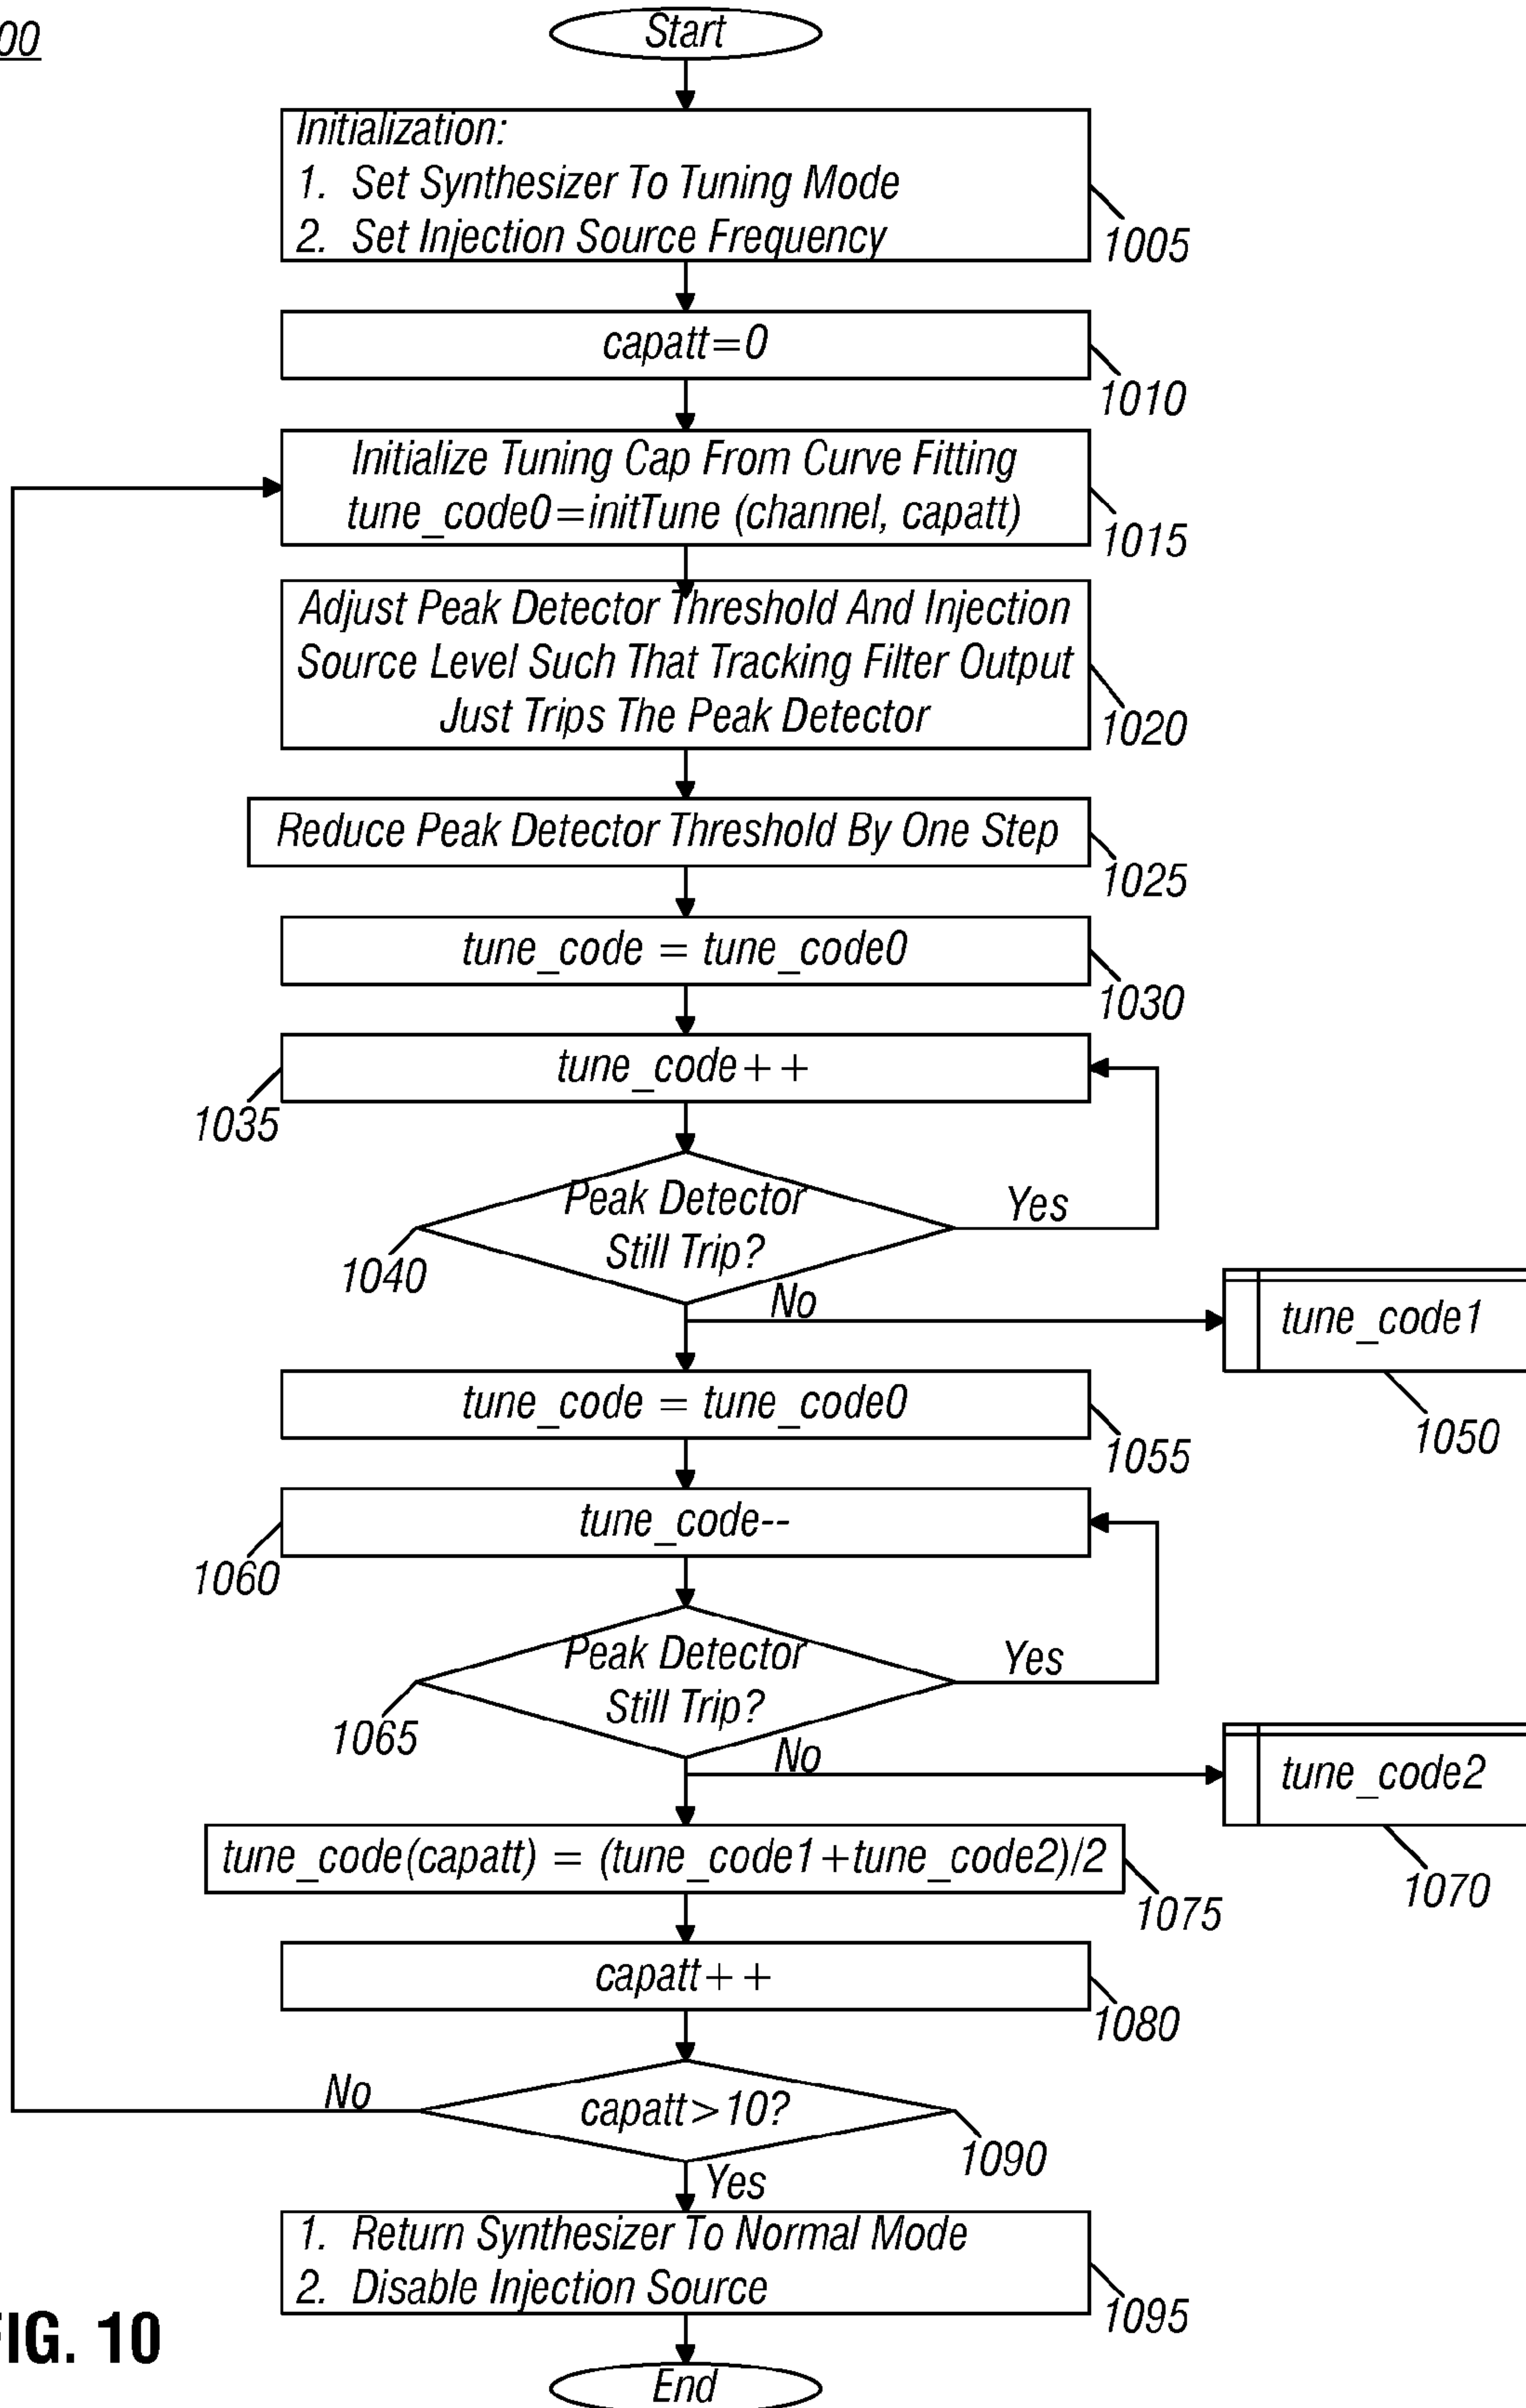 00
Start
Initialization:
1. Set Synthesizer To Tuning Mode
2. Set Injection Source Frequency
1005
capatt=0
1010
Initialize Tuning Cap From Curve Fitting
tune_code0=initTune (channel, capatt)
1015
Adjust Peak Detector Threshold And Injection
Source Level Such That Tracking Filter Output
Just Trips The Peak Detector
1020
Reduce Peak Detector Threshold By One Step
1025
tune_code = tune_code0
1030
tune_code++
1035
Peak Detector
Still Trip?
Yes
1040
No
tune_code1
1050
tune_code = tune_code0
1055
tune_code--
1060
Peak Detector
Still Trip?
Yes
1065
No
tune_code2
1070
tune_code(capatt) = (tune_code1+tune_code2)/2
1075
capatt++
1080
No
capatt>10?
1090
Yes
1. Return Synthesizer To Normal Mode
2. Disable Injection Source
1095
FIG. 10
End